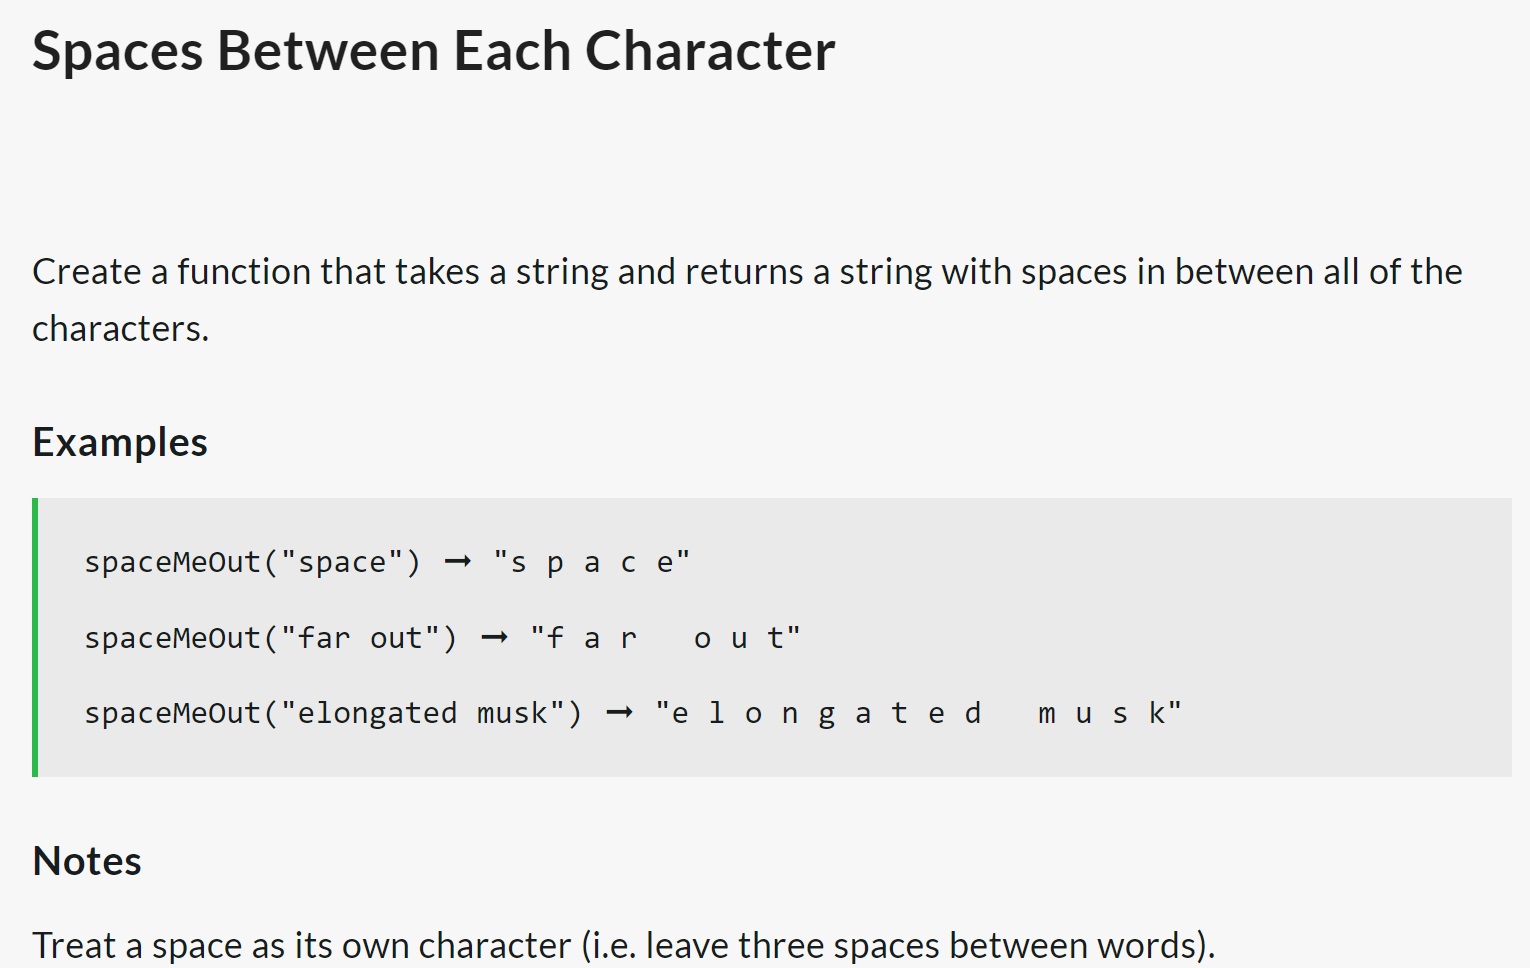 Spaces Between Each Character
Create a function that takes a string and returns a string with spaces in between all of the
characters.
Examples
spaceMeOut("space") ➞ "s p a c e"
spaceMeOut("far out") ➞ "f a r   o u t"
spaceMeOut("elongated musk") ➞ "e l o n g a t e d   m u s k"
Notes
Treat a space as its own character (i.e. leave three spaces between words).